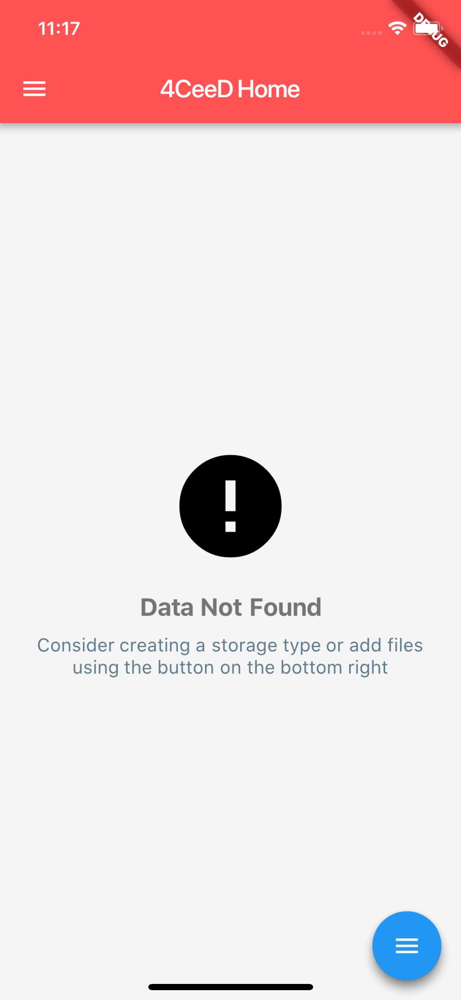 11:17
DEBUG
4CeeD Home
Data Not Found
Consider creating a storage type or add files
using the button on the bottom right